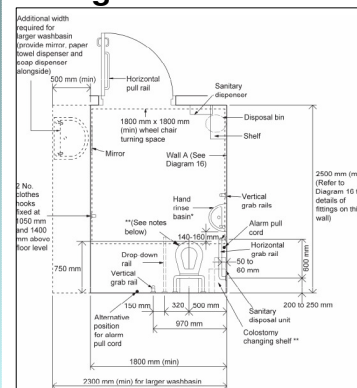 Additional width
required for
larger washbasin
(provide mirror, paper
towel dispenser and
soap dispenser
alongside)
500 mm (min)
Horizontal
pull rail
Sanitary
dispenser
Disposal bin
Shelf
1800 mm x 1800 mm
(min) wheel chair
turning space
Mirror
Wall A (See
Diagram 16)
2 No.
clothes
hooks
fixed at
1050 mm
and 1400
mm above
floor level
2500 mm
(Refer to
Diagram 16
details of
fittings on
wall)
Vertical
grab rails
Hand
rinse
basin*
Alarm pull
cord
140-160 mm
**(See notes
below)
Horizontal
grab rail
50 to
60 mm
600 mm
750 mm
Drop down
rail
Vertical
grab rail
200 to 250 mm
150 mm
320
500 mm
Sanitary
disposal unit
Alternative
position
for alarm
pull cord
970 mm
Colostomy
changing shelf **
1800 mm (min)
2300 mm (min) for larger washbasin